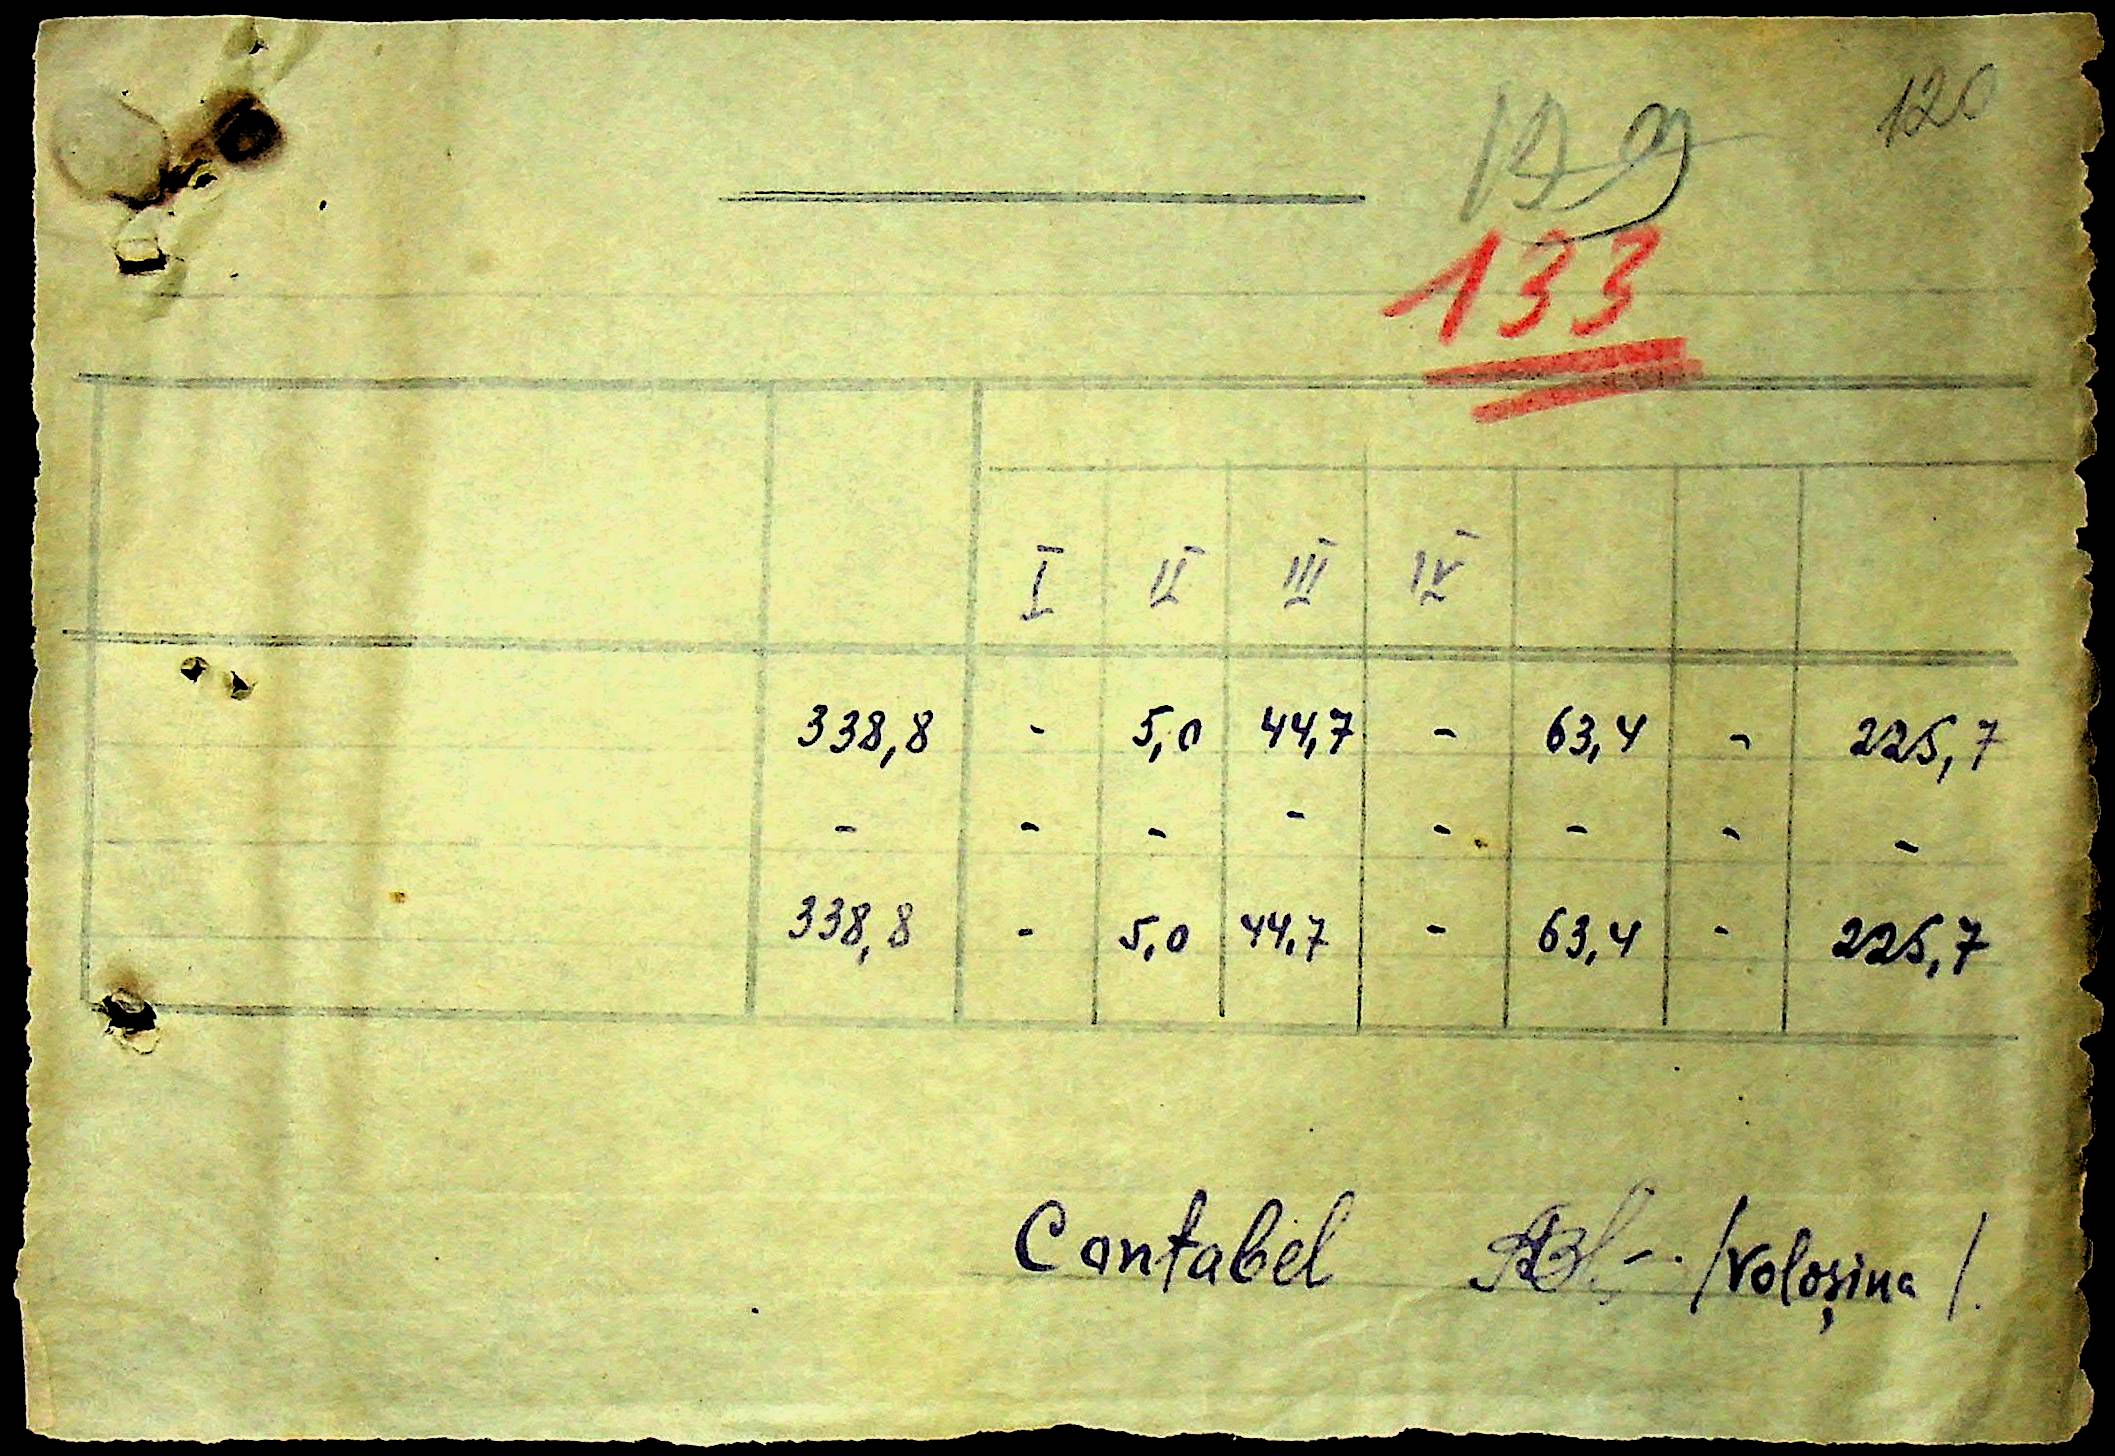 120
133
I II III IV
338,8 - 5,0 44,7 - 63,4 - 225,7
- - - - - - - -
338,8 - 5,0 44,7 - 63,4 - 225,7
Contabel /Voloșina/.